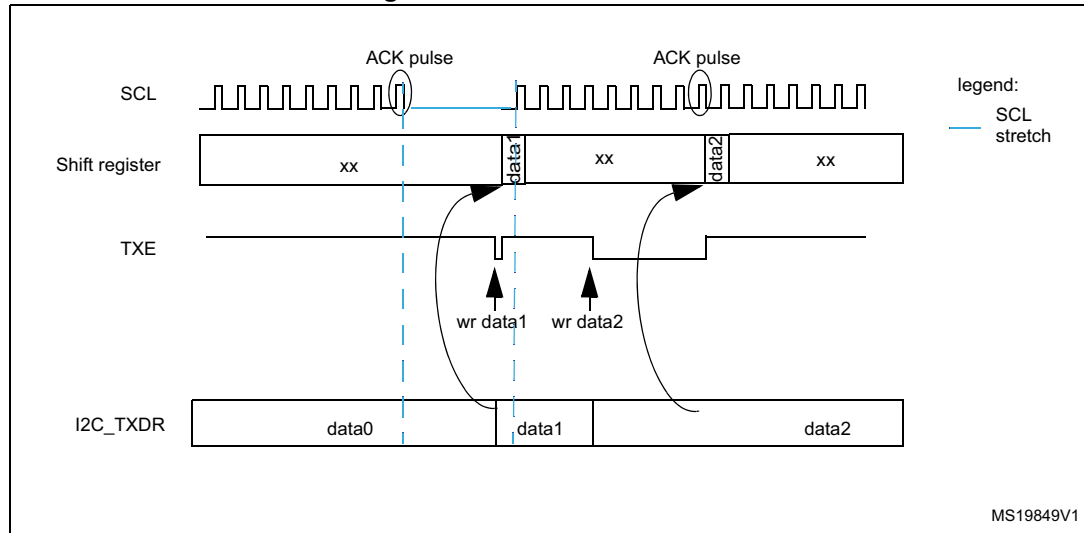 ACK pulse ACK pulse
legend:
SCL
SCL
stretch
Shift register
xx
data1
xx
data2
xx
TXE
wr data1 wr data2
I2C_TXDR
data0
data1
data2
MS19849V1